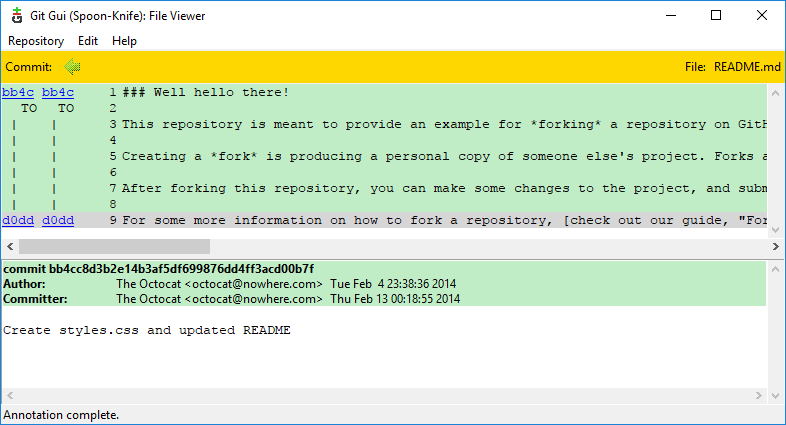 Git Gui (Spoon-Knife): File Viewer
Repository Edit Help
Commit: File: README.md
bb4c bb4c 1 ### Well hello there!
TO TO 2
| | 3 This repository is meant to provide an example for *forking* a repository on GitH
| | 4
| | 5 Creating a *fork* is producing a personal copy of someone else's project. Forks a
| | 6
| | 7 After forking this repository, you can make some changes to the project, and subm
| | 8
d0dd d0dd 9 For some more information on how to fork a repository, [check out our guide, "For
commit bb4cc8d3b2e14b3af5df699876dd4ff3acd00b7f
Author: The Octocat <octocat@nowhere.com> Tue Feb 4 23:38:36 2014
Committer: The Octocat <octocat@nowhere.com> Thu Feb 13 00:18:55 2014
Create styles.css and updated README
Annotation complete.